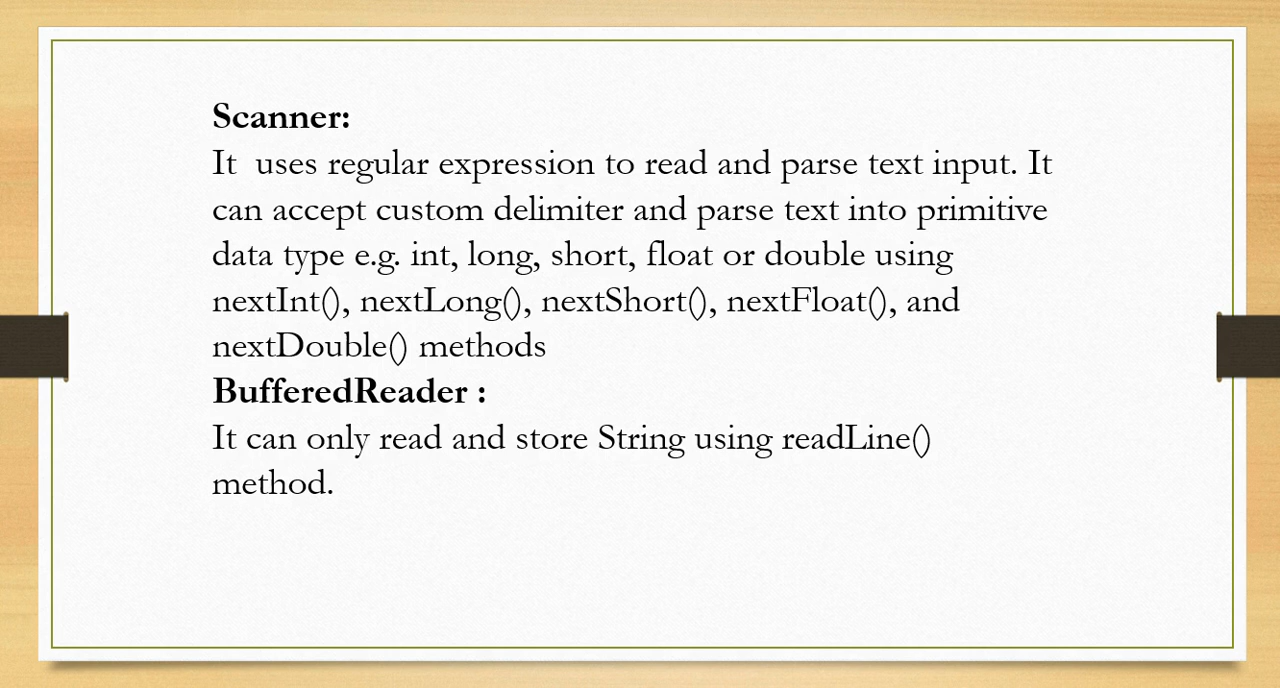 Scanner:
It  uses regular expression to read and parse text input. It
can accept custom delimiter and parse text into primitive
data type e.g. int, long, short, float or double using
nextInt(), nextLong(), nextShort(), nextFloat(), and
nextDouble() methods
BufferedReader :
It can only read and store String using readLine()
method.